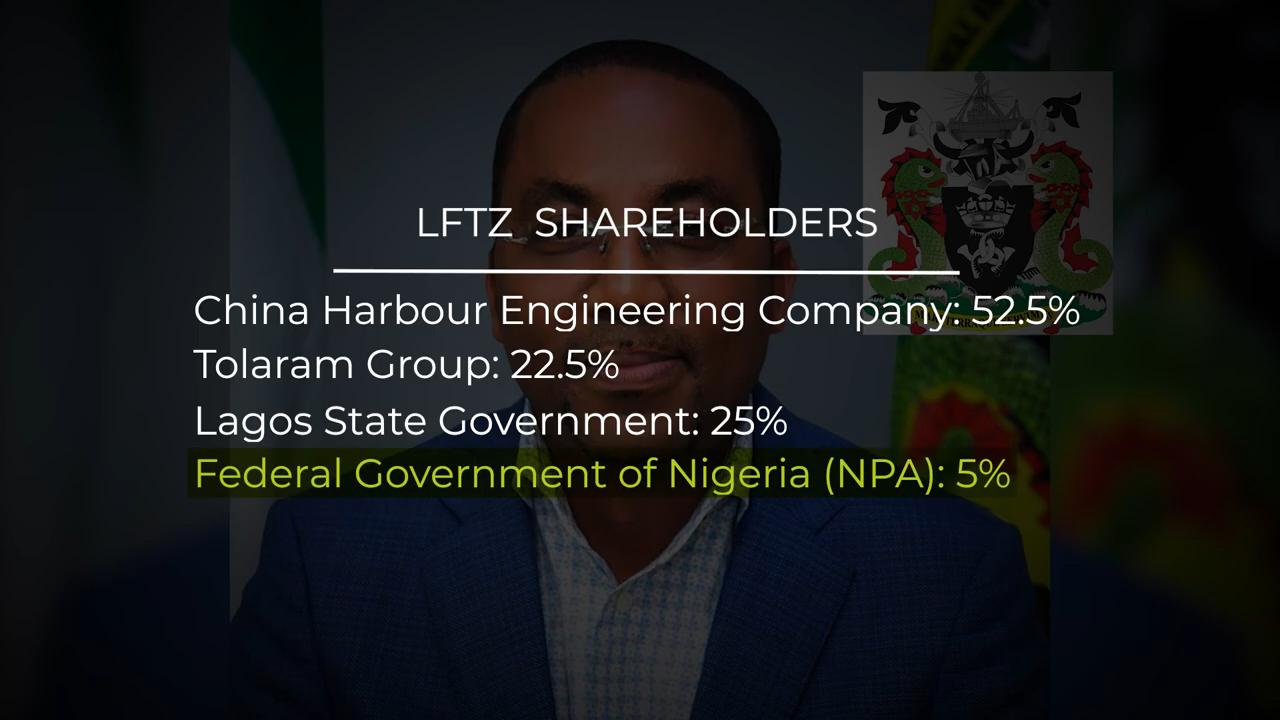 LFTZ SHAREHOLDERS
China Harbour Engineering Company: 52.5%
Tolaram Group: 22.5%
Lagos State Government: 25%
Federal Government of Nigeria (NPA): 5%